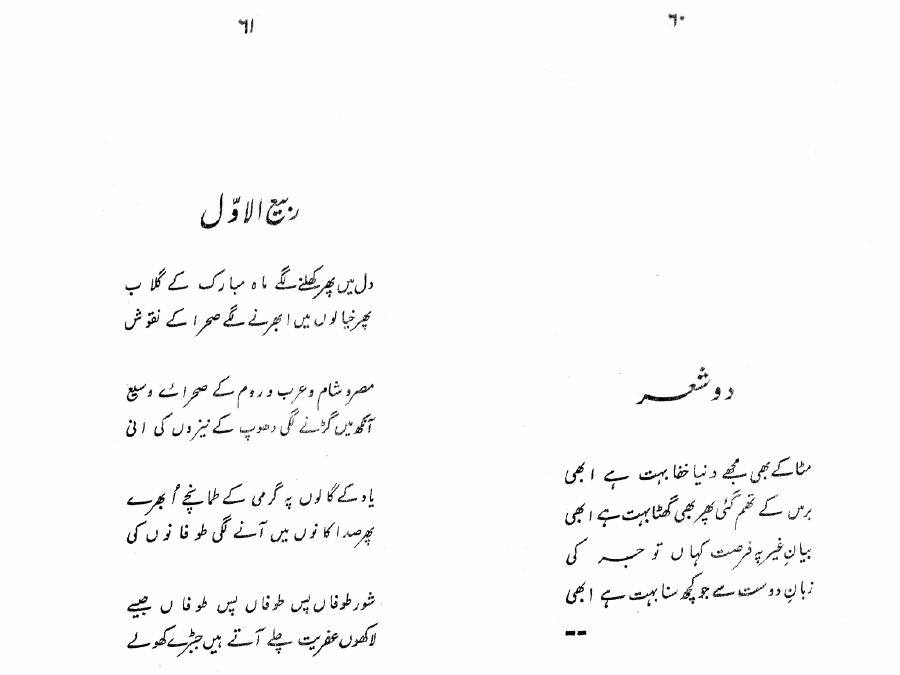 ۶۰
دو شعر
مٹا کے بھی مجھے دنیا خفا بہت ہے ابھی
برس کے تھم گئی پھر بھی گھٹا بہت ہے ابھی
بیانِ غیر پہ فرصت کہاں تو جہ کی
زبانِ دوست سے جو کچھ سنا بہت ہے ابھی
۶۱
ربیع الاوّل
دل میں پھر کھلنے لگے ماہ مبارک کے گلاب
پھر خیالوں میں ابھرنے لگے صحرا کے نقوش
مصر و شام و عرب و روم کے صحرائے وسیع
آنکھ میں گڑنے لگی دھوپ کے نیزوں کی انی
یاد کے گالوں پہ گرمی کے طمانچے اُبھرے
پھر صدا کانوں میں آنے لگی طوفانوں کی
شور طوفاں پس طوفاں پس طوفاں جیسے
لاکھوں عفریت چلے آتے ہیں جبڑے کھولے